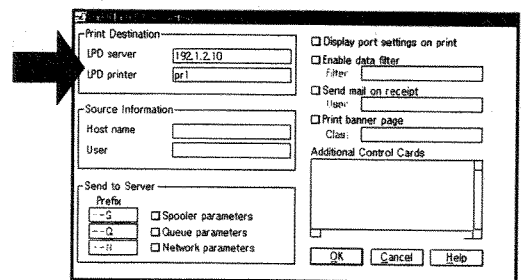 Print Destination
LPD server 192.1.2.10
LPD printer pr1
Source Information
Host name
User
Send to Server
Prefix
--S Spooler parameters
--Q Queue parameters
--N Network parameters
Display port settings on print
Enable data filter
Filter
Send mail on receipt
User
Print banner page
Class
Additional Control Cards
OK Cancel Help